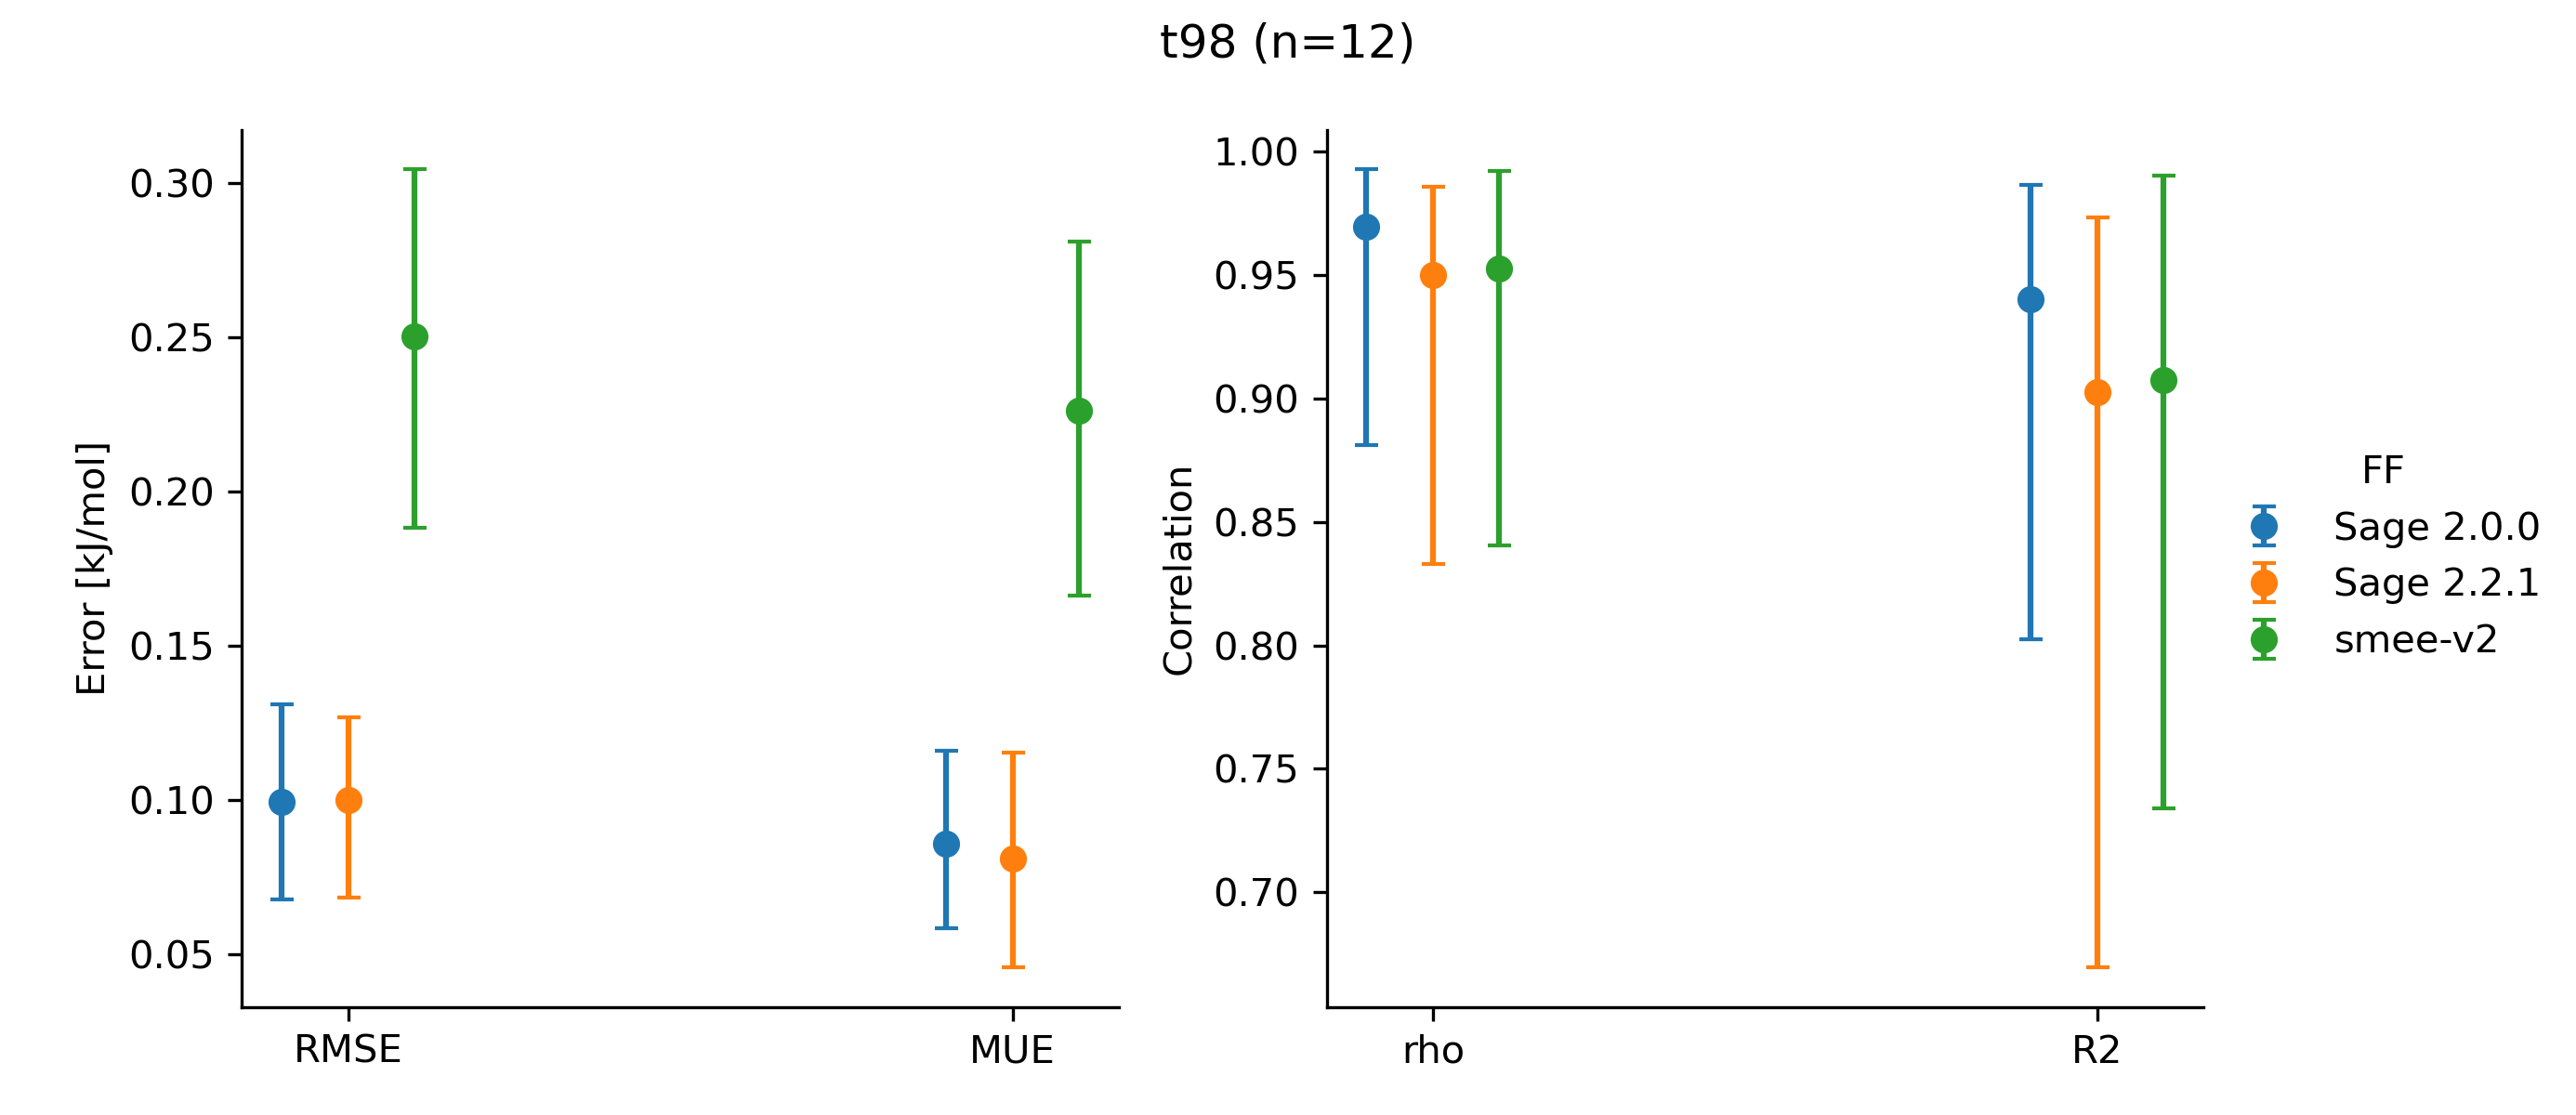 t98 (n=12)
Error [kJ/mol]
0.30
0.25
0.20
0.15
0.10
0.05
RMSE
MUE
Correlation
1.00
0.95
0.90
0.85
0.80
0.75
0.70
rho
R2
FF
Sage 2.0.0
Sage 2.2.1
smee-v2